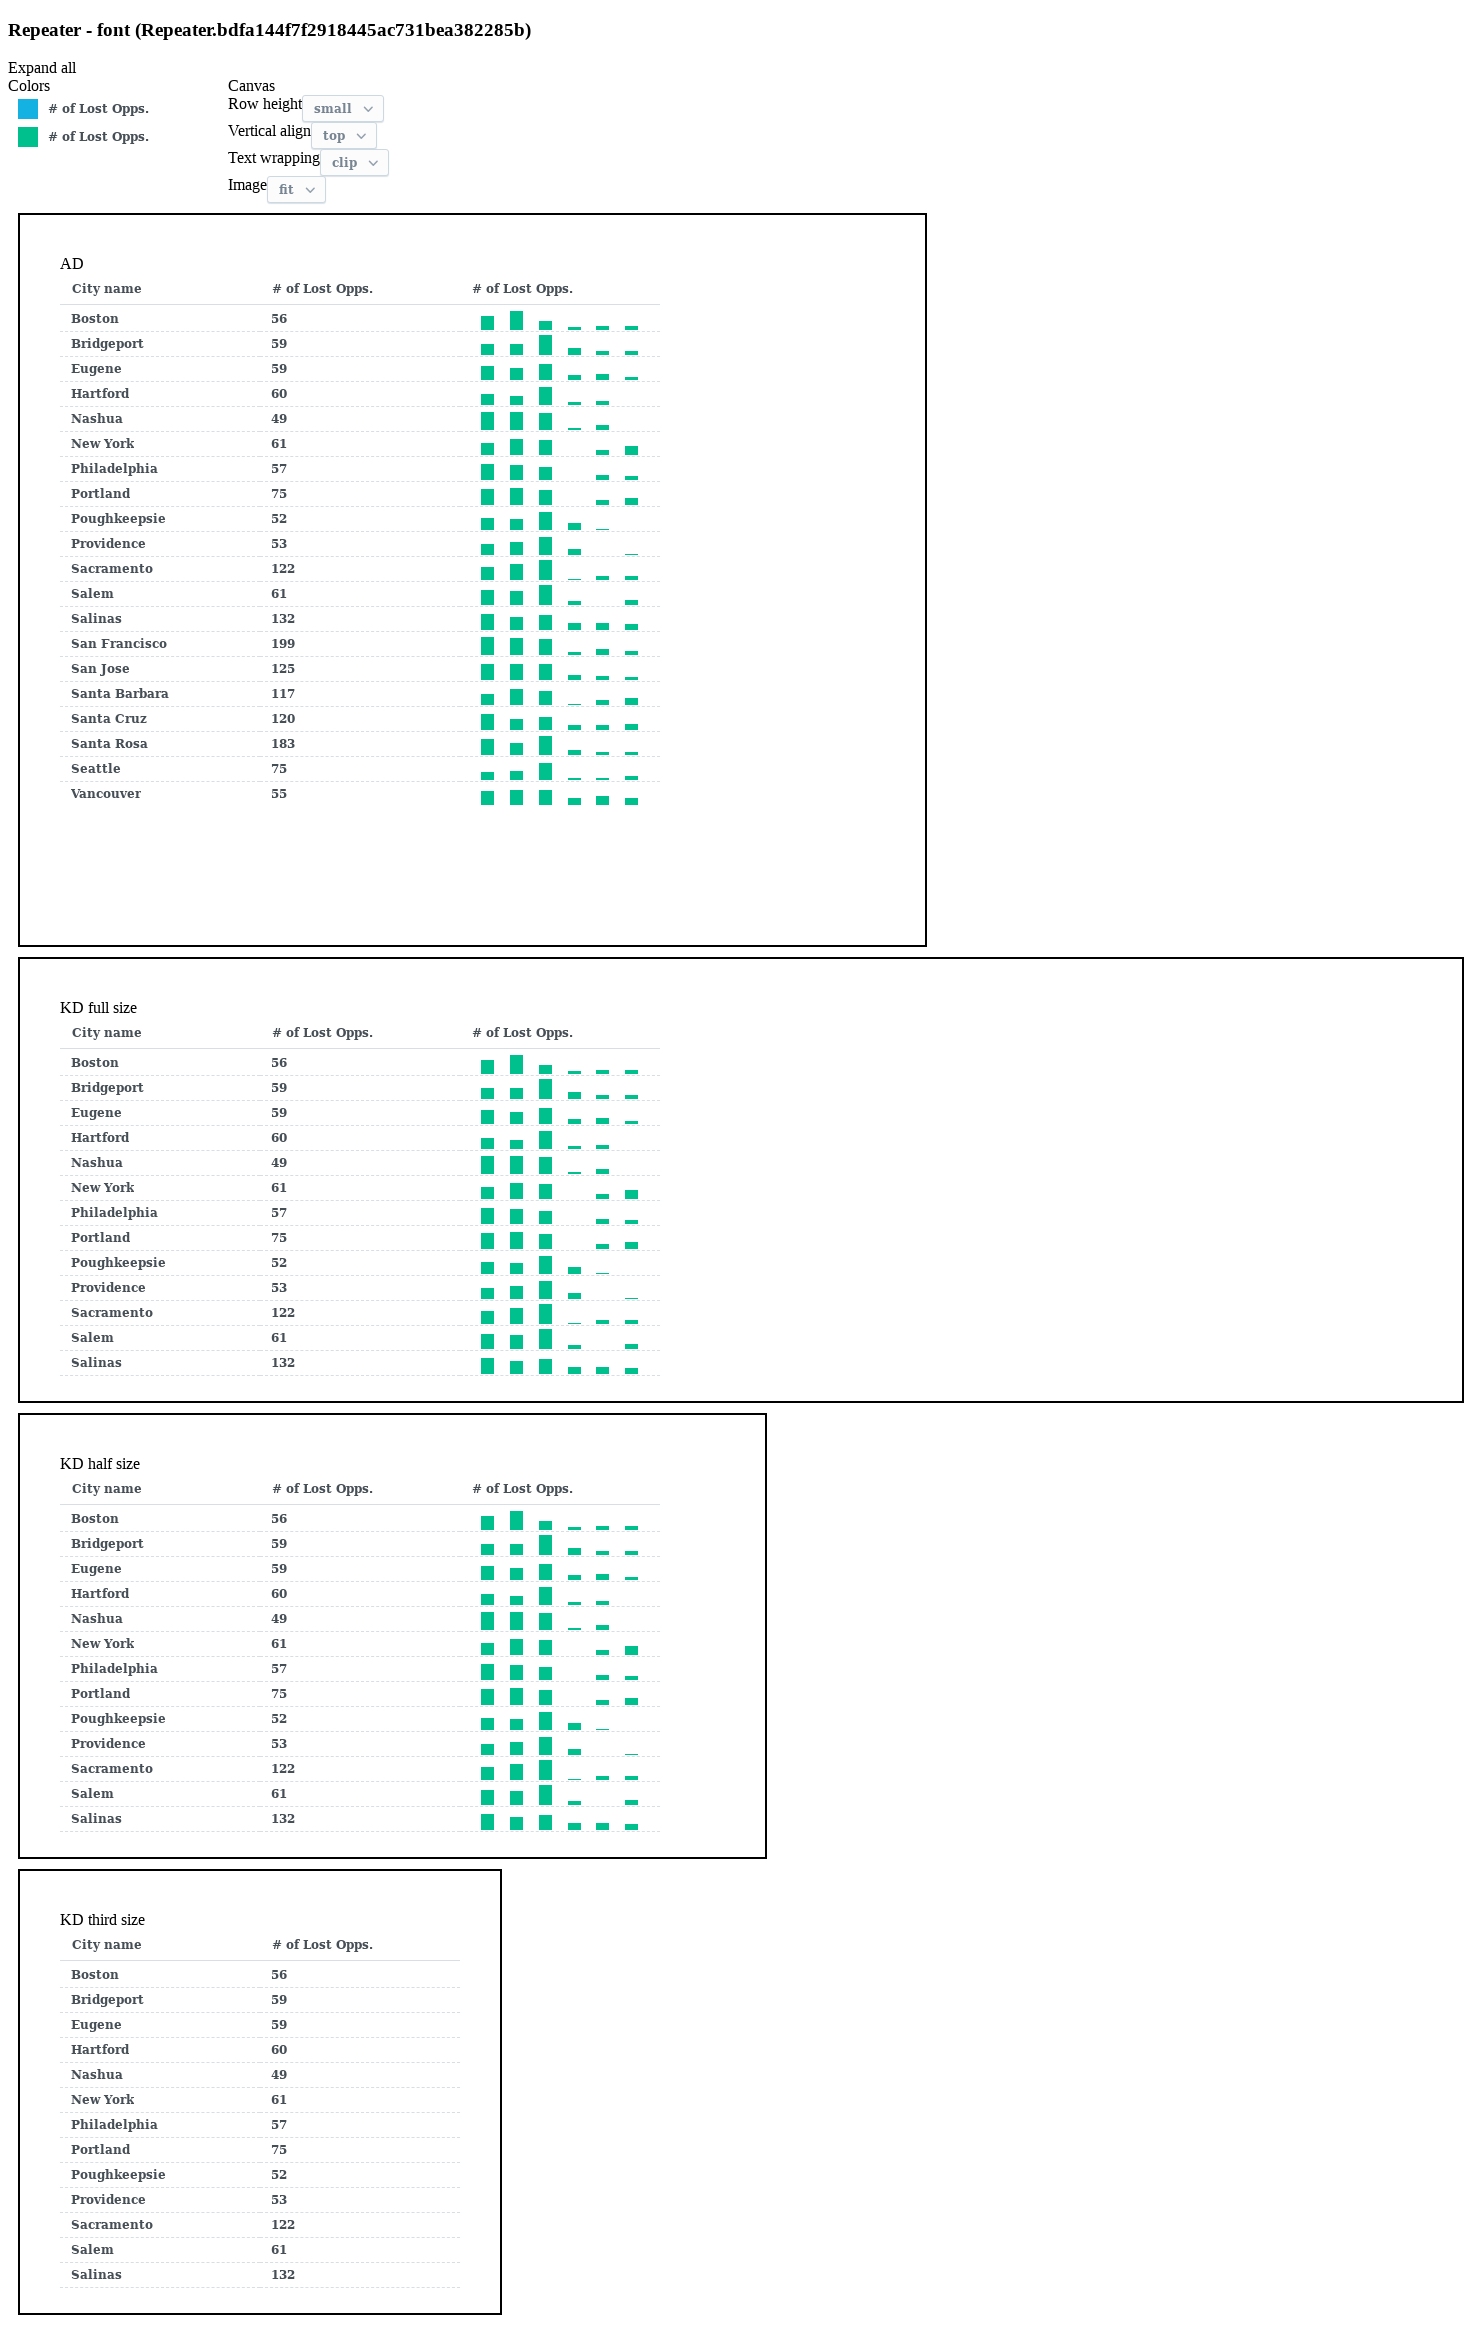 Repeater - font (Repeater.bdfa144f7f2918445ac731bea382285b)
Expand all
Colors
# of Lost Opps.
# of Lost Opps.
Canvas
Row height small
Vertical align top
Text wrapping clip
Image fit
AD
City name # of Lost Opps. # of Lost Opps.
Boston 56
Bridgeport 59
Eugene 59
Hartford 60
Nashua 49
New York 61
Philadelphia 57
Portland 75
Poughkeepsie 52
Providence 53
Sacramento 122
Salem 61
Salinas 132
San Francisco 199
San Jose 125
Santa Barbara 117
Santa Cruz 120
Santa Rosa 183
Seattle 75
Vancouver 55
KD full size
City name # of Lost Opps. # of Lost Opps.
Boston 56
Bridgeport 59
Eugene 59
Hartford 60
Nashua 49
New York 61
Philadelphia 57
Portland 75
Poughkeepsie 52
Providence 53
Sacramento 122
Salem 61
Salinas 132
KD half size
City name # of Lost Opps. # of Lost Opps.
Boston 56
Bridgeport 59
Eugene 59
Hartford 60
Nashua 49
New York 61
Philadelphia 57
Portland 75
Poughkeepsie 52
Providence 53
Sacramento 122
Salem 61
Salinas 132
KD third size
City name # of Lost Opps.
Boston 56
Bridgeport 59
Eugene 59
Hartford 60
Nashua 49
New York 61
Philadelphia 57
Portland 75
Poughkeepsie 52
Providence 53
Sacramento 122
Salem 61
Salinas 132